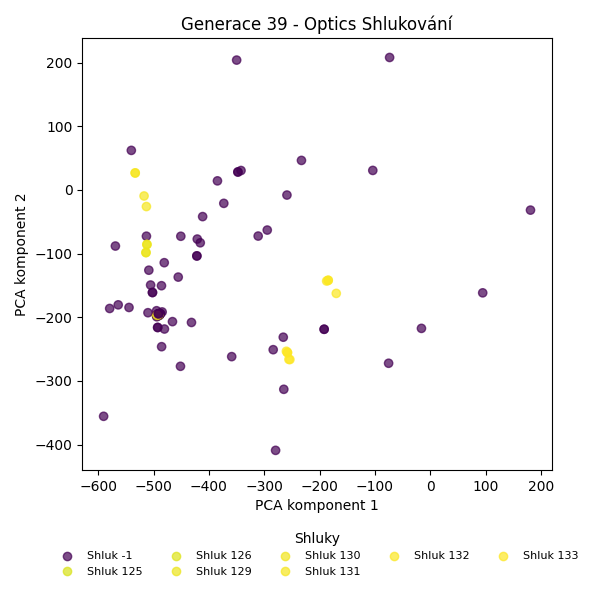 Generace 39 - Optics Shlukování
PCA komponent 2
200
100
0
−100
−200
−300
−400
−600 −500 −400 −300 −200 −100 0 100 200
PCA komponent 1
Shluky
Shluk -1 Shluk 126 Shluk 130 Shluk 132 Shluk 133
Shluk 125 Shluk 129 Shluk 131